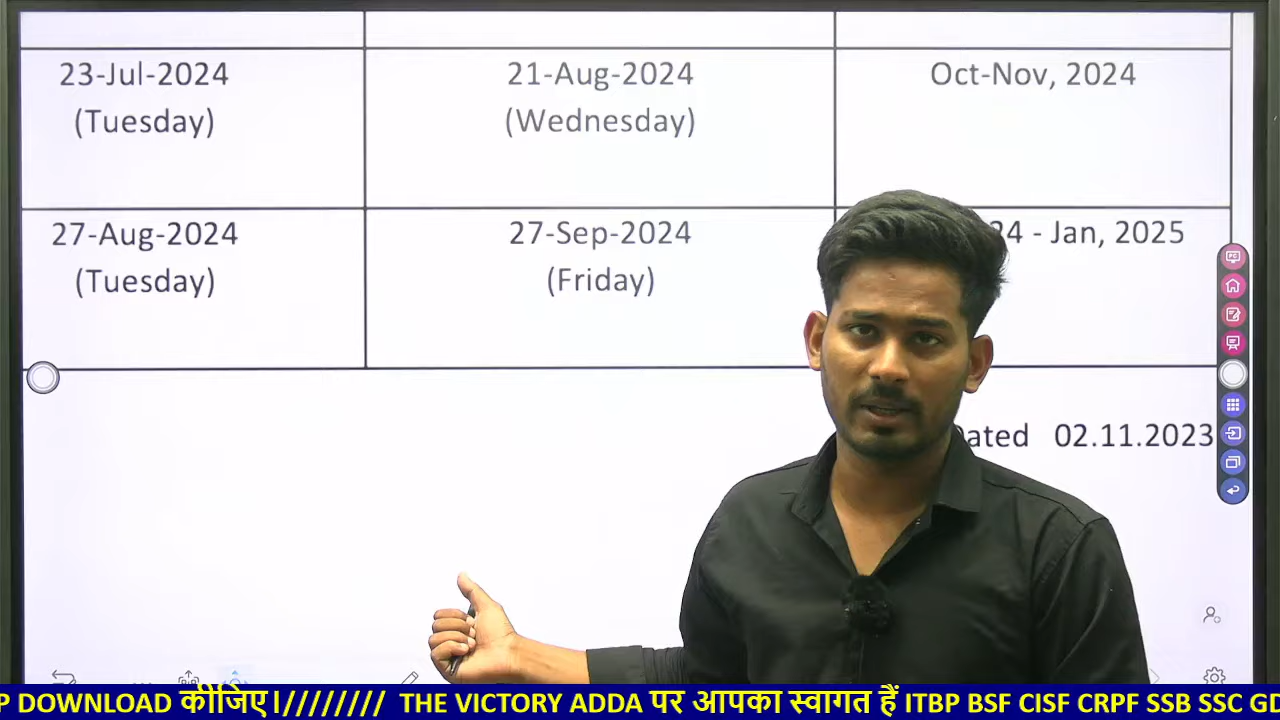 23-Jul-2024
(Tuesday)
21-Aug-2024
(Wednesday)
Oct-Nov, 2024
27-Aug-2024
(Tuesday)
27-Sep-2024
(Friday)
24 - Jan, 2025
Dated 02.11.2023
P DOWNLOAD कीजिए।//////// THE VICTORY ADDA पर आपका स्वागत हैं ITBP BSF CISF CRPF SSB SSC GD